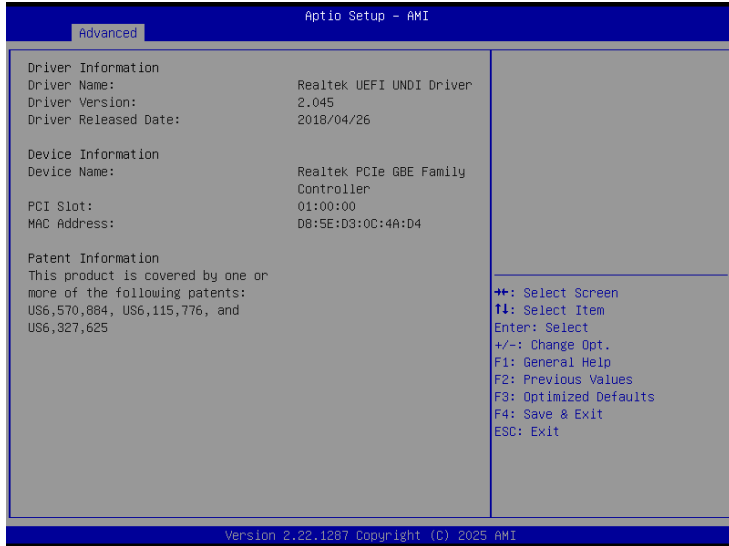 Aptio Setup - AMI
Advanced
Driver Information
Driver Name: Realtek UEFI UNDI Driver
Driver Version: 2.045
Driver Released Date: 2018/04/26
Device Information
Device Name: Realtek PCIe GBE Family
Controller
PCI Slot: 01:00:00
MAC Address: D8:5E:D3:0C:4A:D4
Patent Information
This product is covered by one or
more of the following patents:
US6,570,884, US6,115,776, and
US6,327,625
→←: Select Screen
↑↓: Select Item
Enter: Select
+/-: Change Opt.
F1: General Help
F2: Previous Values
F3: Optimized Defaults
F4: Save & Exit
ESC: Exit
Version 2.22.1287 Copyright (C) 2025 AMI